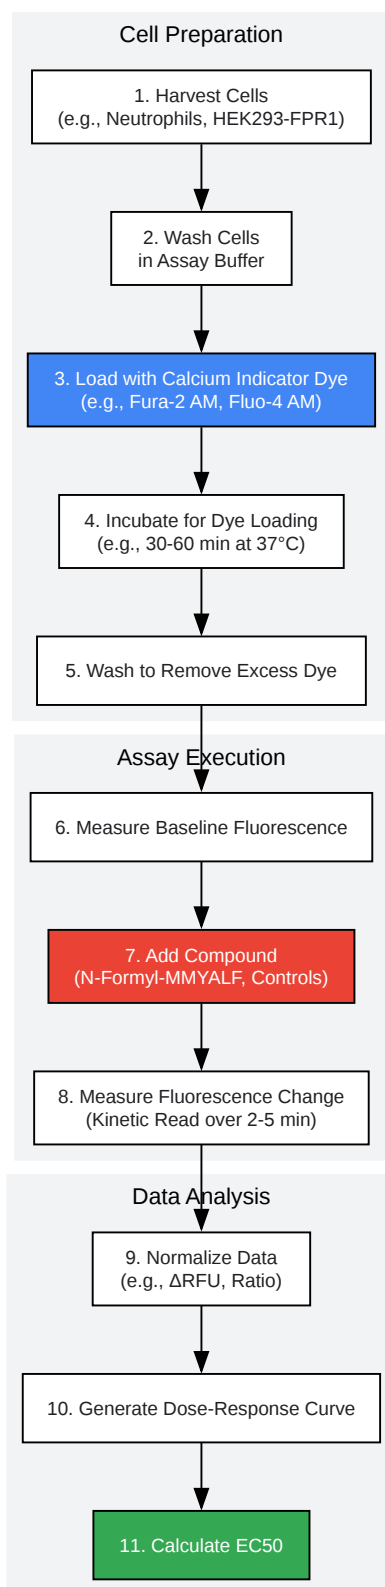 Cell Preparation
1. Harvest Cells
(e.g., Neutrophils, HEK293-FPR1)
2. Wash Cells
in Assay Buffer
3. Load with Calcium Indicator Dye
(e.g., Fura-2 AM, Fluo-4 AM)
4. Incubate for Dye Loading
(e.g., 30-60 min at 37°C)
5. Wash to Remove Excess Dye
Assay Execution
6. Measure Baseline Fluorescence
7. Add Compound
(N-Formyl-MMYALF, Controls)
8. Measure Fluorescence Change
(Kinetic Read over 2-5 min)
Data Analysis
9. Normalize Data
(e.g., ΔRFU, Ratio)
10. Generate Dose-Response Curve
11. Calculate EC50